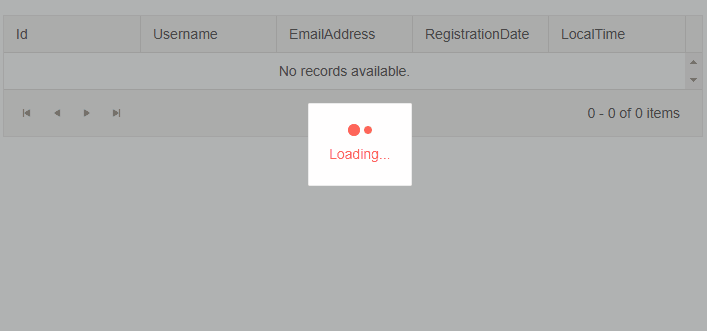 Id Username EmailAddress RegistrationDate LocalTime
No records available.
0 - 0 of 0 items
Loading...